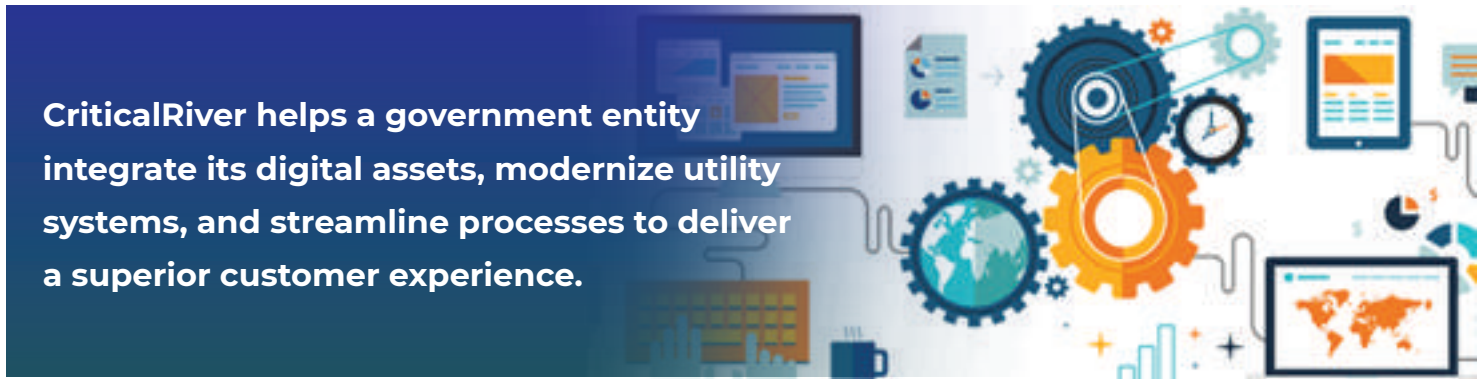 CriticalRiver helps a government entity
integrate its digital assets, modernize utility
systems, and streamline processes to deliver
a superior customer experience.